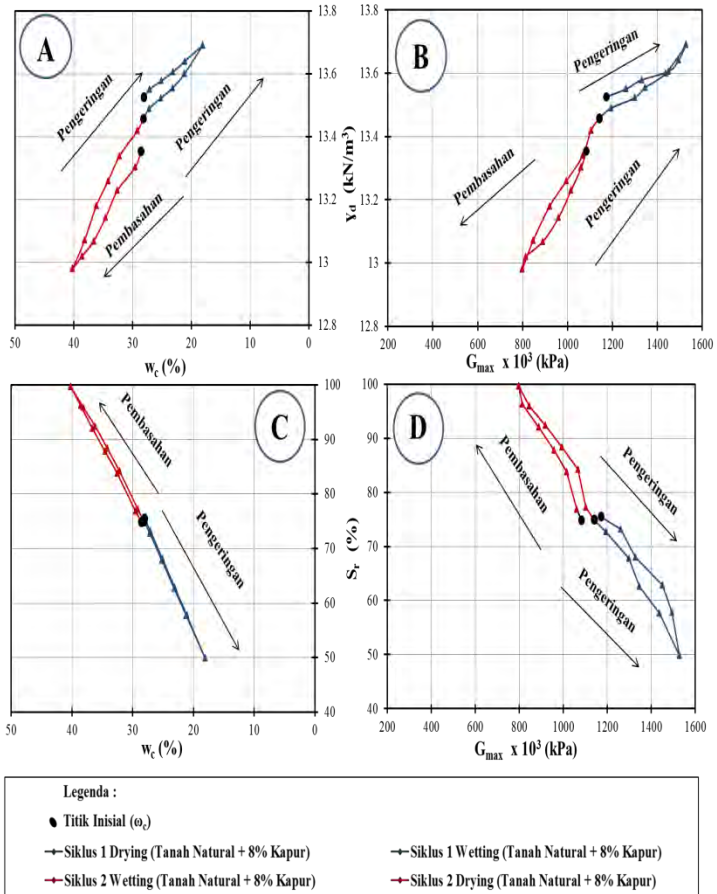 A
B
Pengeringan
Pengeringan
Pembasahan
Pengeringan
Pembasahan
Pengeringan
13.8
13.6
13.4
13.2
13
12.8
γd (kN/m³)
13.8
13.6
13.4
13.2
13
12.8
50 40 30 20 10 0
wc (%)
200 400 600 800 1000 1200 1400 1600
Gmax x 10³ (kPa)
C
D
Pembasahan
Pengeringan
Pembasahan
Pengeringan
Pengeringan
100
90
80
70
60
50
40
Sr (%)
100
90
80
70
60
50
40
50 40 30 20 10 0
wc (%)
200 400 600 800 1000 1200 1400 1600
Gmax x 10³ (kPa)
Legenda :
Titik Inisial (ωc)
Siklus 1 Drying (Tanah Natural + 8% Kapur) Siklus 1 Wetting (Tanah Natural + 8% Kapur)
Siklus 2 Wetting (Tanah Natural + 8% Kapur) Siklus 2 Drying (Tanah Natural + 8% Kapur)